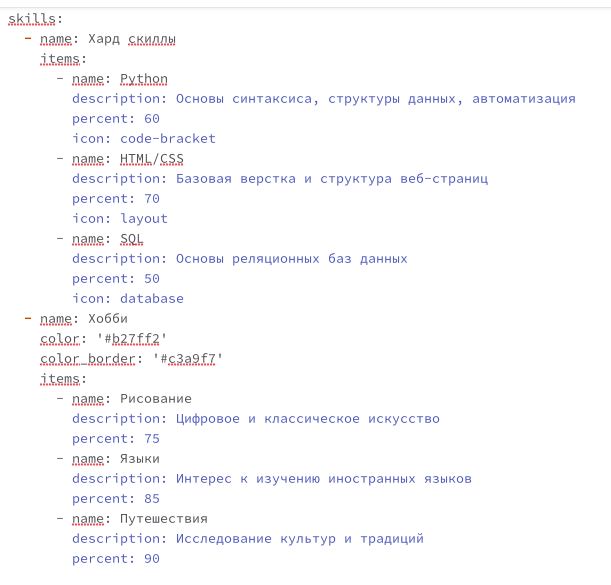 skills:
  - name: Хард скиллы
    items:
      - name: Python
        description: Основы синтаксиса, структуры данных, автоматизация
        percent: 60
        icon: code-bracket
      - name: HTML/CSS
        description: Базовая верстка и структура веб-страниц
        percent: 70
        icon: layout
      - name: SQL
        description: Основы реляционных баз данных
        percent: 50
        icon: database
  - name: Хобби
    color: '#b27ff2'
    color_border: '#c3a9f7'
    items:
      - name: Рисование
        description: Цифровое и классическое искусство
        percent: 75
      - name: Языки
        description: Интерес к изучению иностранных языков
        percent: 85
      - name: Путешествия
        description: Исследование культур и традиций
        percent: 90